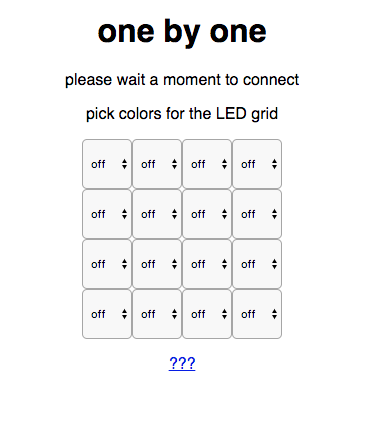 one by one
please wait a moment to connect
pick colors for the LED grid
off off off off
off off off off
off off off off
off off off off
???